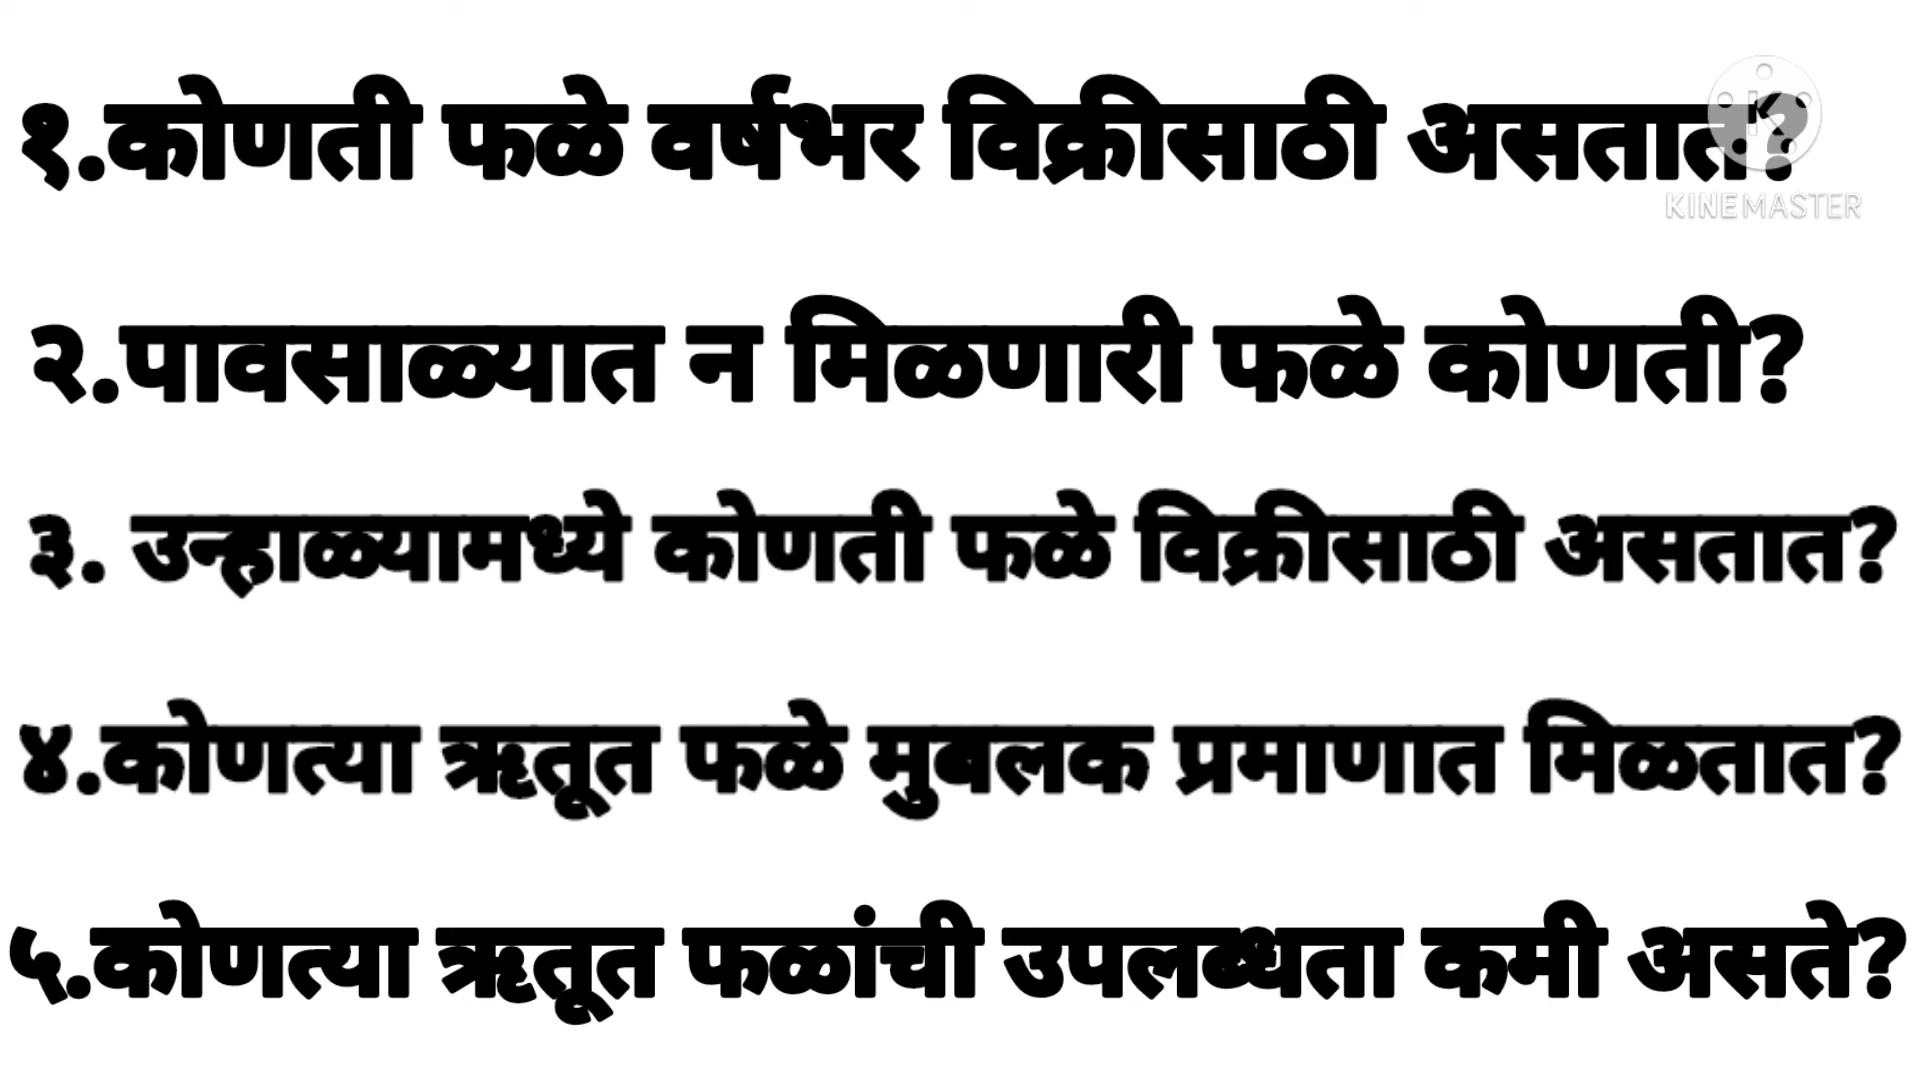 १.कोणती फळे वर्षभर विक्रीसाठी असतात?
KINEMASTER
२.पावसाळ्यात न मिळणारी फळे कोणती?
३. उन्हाळ्यामध्ये कोणती फळे विक्रीसाठी असतात?
४.कोणत्या ऋतूत फळे मुबलक प्रमाणात मिळतात?
५.कोणत्या ऋतूत फळांची उपलब्धता कमी असते?